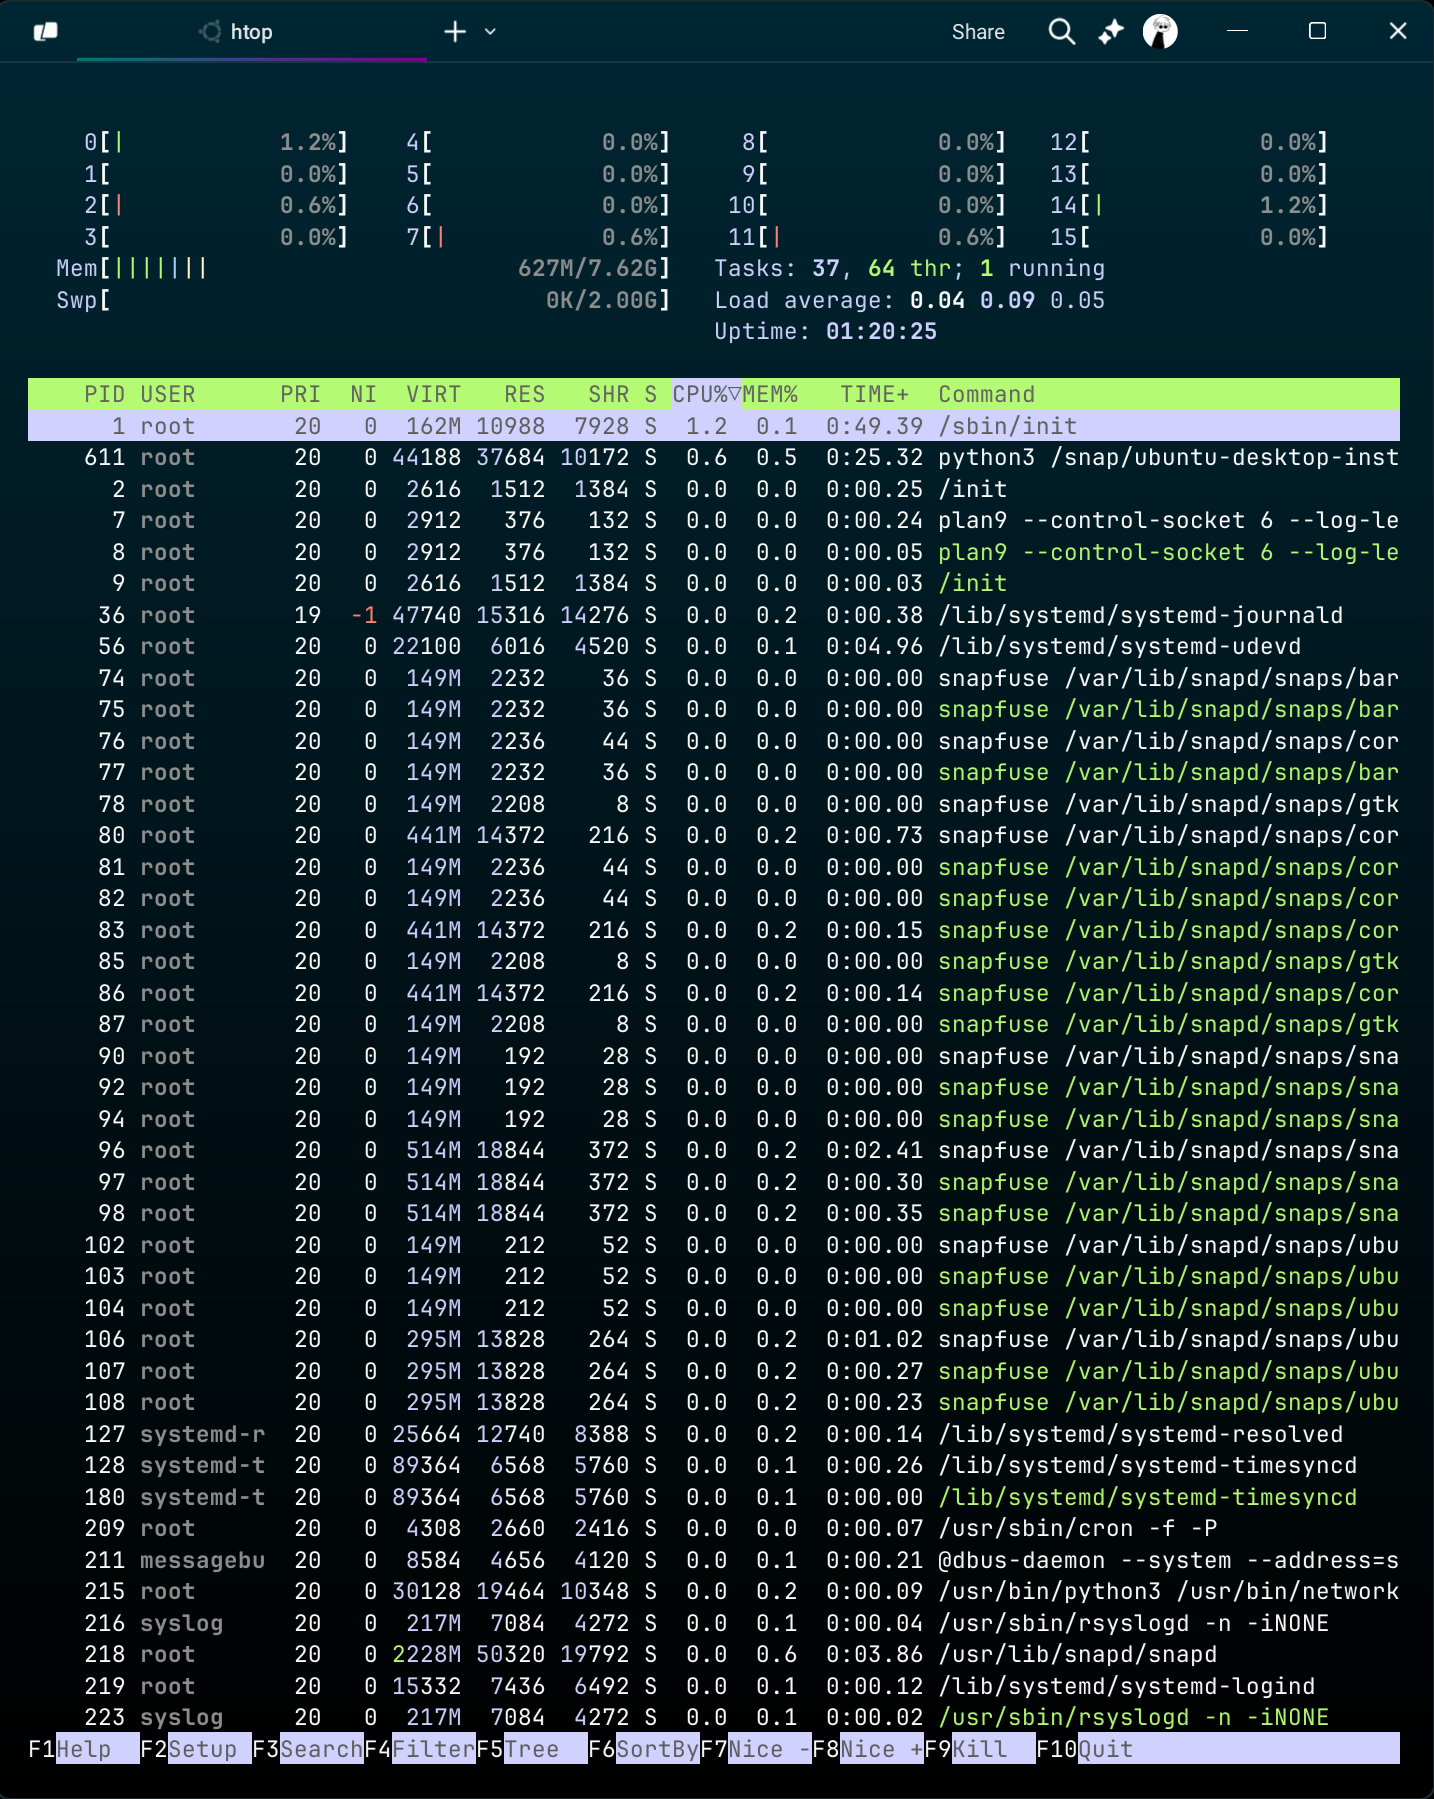 htop
Share
0[| 1.2%] 4[ 0.0%] 8[ 0.0%] 12[ 0.0%]
1[ 0.0%] 5[ 0.0%] 9[ 0.0%] 13[ 0.0%]
2[| 0.6%] 6[ 0.0%] 10[ 0.0%] 14[| 1.2%]
3[ 0.0%] 7[| 0.6%] 11[| 0.6%] 15[ 0.0%]
Mem[||||||| 627M/7.62G] Tasks: 37, 64 thr; 1 running
Swp[ 0K/2.00G] Load average: 0.04 0.09 0.05
Uptime: 01:20:25
PID USER PRI NI VIRT RES SHR S CPU%▽MEM% TIME+ Command
1 root 20 0 162M 10988 7928 S 1.2 0.1 0:49.39 /sbin/init
611 root 20 0 44188 37684 10172 S 0.6 0.5 0:25.32 python3 /snap/ubuntu-desktop-inst
2 root 20 0 2616 1512 1384 S 0.0 0.0 0:00.25 /init
7 root 20 0 2912 376 132 S 0.0 0.0 0:00.24 plan9 --control-socket 6 --log-le
8 root 20 0 2912 376 132 S 0.0 0.0 0:00.05 plan9 --control-socket 6 --log-le
9 root 20 0 2616 1512 1384 S 0.0 0.0 0:00.03 /init
36 root 19 -1 47740 15316 14276 S 0.0 0.2 0:00.38 /lib/systemd/systemd-journald
56 root 20 0 22100 6016 4520 S 0.0 0.1 0:04.96 /lib/systemd/systemd-udevd
74 root 20 0 149M 2232 36 S 0.0 0.0 0:00.00 snapfuse /var/lib/snapd/snaps/bar
75 root 20 0 149M 2232 36 S 0.0 0.0 0:00.00 snapfuse /var/lib/snapd/snaps/bar
76 root 20 0 149M 2236 44 S 0.0 0.0 0:00.00 snapfuse /var/lib/snapd/snaps/cor
77 root 20 0 149M 2232 36 S 0.0 0.0 0:00.00 snapfuse /var/lib/snapd/snaps/bar
78 root 20 0 149M 2208 8 S 0.0 0.0 0:00.00 snapfuse /var/lib/snapd/snaps/gtk
80 root 20 0 441M 14372 216 S 0.0 0.2 0:00.73 snapfuse /var/lib/snapd/snaps/cor
81 root 20 0 149M 2236 44 S 0.0 0.0 0:00.00 snapfuse /var/lib/snapd/snaps/cor
82 root 20 0 149M 2236 44 S 0.0 0.0 0:00.00 snapfuse /var/lib/snapd/snaps/cor
83 root 20 0 441M 14372 216 S 0.0 0.2 0:00.15 snapfuse /var/lib/snapd/snaps/cor
85 root 20 0 149M 2208 8 S 0.0 0.0 0:00.00 snapfuse /var/lib/snapd/snaps/gtk
86 root 20 0 441M 14372 216 S 0.0 0.2 0:00.14 snapfuse /var/lib/snapd/snaps/cor
87 root 20 0 149M 2208 8 S 0.0 0.0 0:00.00 snapfuse /var/lib/snapd/snaps/gtk
90 root 20 0 149M 192 28 S 0.0 0.0 0:00.00 snapfuse /var/lib/snapd/snaps/sna
92 root 20 0 149M 192 28 S 0.0 0.0 0:00.00 snapfuse /var/lib/snapd/snaps/sna
94 root 20 0 149M 192 28 S 0.0 0.0 0:00.00 snapfuse /var/lib/snapd/snaps/sna
96 root 20 0 514M 18844 372 S 0.0 0.2 0:02.41 snapfuse /var/lib/snapd/snaps/sna
97 root 20 0 514M 18844 372 S 0.0 0.2 0:00.30 snapfuse /var/lib/snapd/snaps/sna
98 root 20 0 514M 18844 372 S 0.0 0.2 0:00.35 snapfuse /var/lib/snapd/snaps/sna
102 root 20 0 149M 212 52 S 0.0 0.0 0:00.00 snapfuse /var/lib/snapd/snaps/ubu
103 root 20 0 149M 212 52 S 0.0 0.0 0:00.00 snapfuse /var/lib/snapd/snaps/ubu
104 root 20 0 149M 212 52 S 0.0 0.0 0:00.00 snapfuse /var/lib/snapd/snaps/ubu
106 root 20 0 295M 13828 264 S 0.0 0.2 0:01.02 snapfuse /var/lib/snapd/snaps/ubu
107 root 20 0 295M 13828 264 S 0.0 0.2 0:00.27 snapfuse /var/lib/snapd/snaps/ubu
108 root 20 0 295M 13828 264 S 0.0 0.2 0:00.23 snapfuse /var/lib/snapd/snaps/ubu
127 systemd-r 20 0 25664 12740 8388 S 0.0 0.2 0:00.14 /lib/systemd/systemd-resolved
128 systemd-t 20 0 89364 6568 5760 S 0.0 0.1 0:00.26 /lib/systemd/systemd-timesyncd
180 systemd-t 20 0 89364 6568 5760 S 0.0 0.1 0:00.00 /lib/systemd/systemd-timesyncd
209 root 20 0 4308 2660 2416 S 0.0 0.0 0:00.07 /usr/sbin/cron -f -P
211 messagebu 20 0 8584 4656 4120 S 0.0 0.1 0:00.21 @dbus-daemon --system --address=s
215 root 20 0 30128 19464 10348 S 0.0 0.2 0:00.09 /usr/bin/python3 /usr/bin/network
216 syslog 20 0 217M 7084 4272 S 0.0 0.1 0:00.04 /usr/sbin/rsyslogd -n -iNONE
218 root 20 0 2228M 50320 19792 S 0.0 0.6 0:03.86 /usr/lib/snapd/snapd
219 root 20 0 15332 7436 6492 S 0.0 0.1 0:00.12 /lib/systemd/systemd-logind
223 syslog 20 0 217M 7084 4272 S 0.0 0.1 0:00.02 /usr/sbin/rsyslogd -n -iNONE
F1Help F2Setup F3SearchF4FilterF5Tree F6SortByF7Nice -F8Nice +F9Kill F10Quit